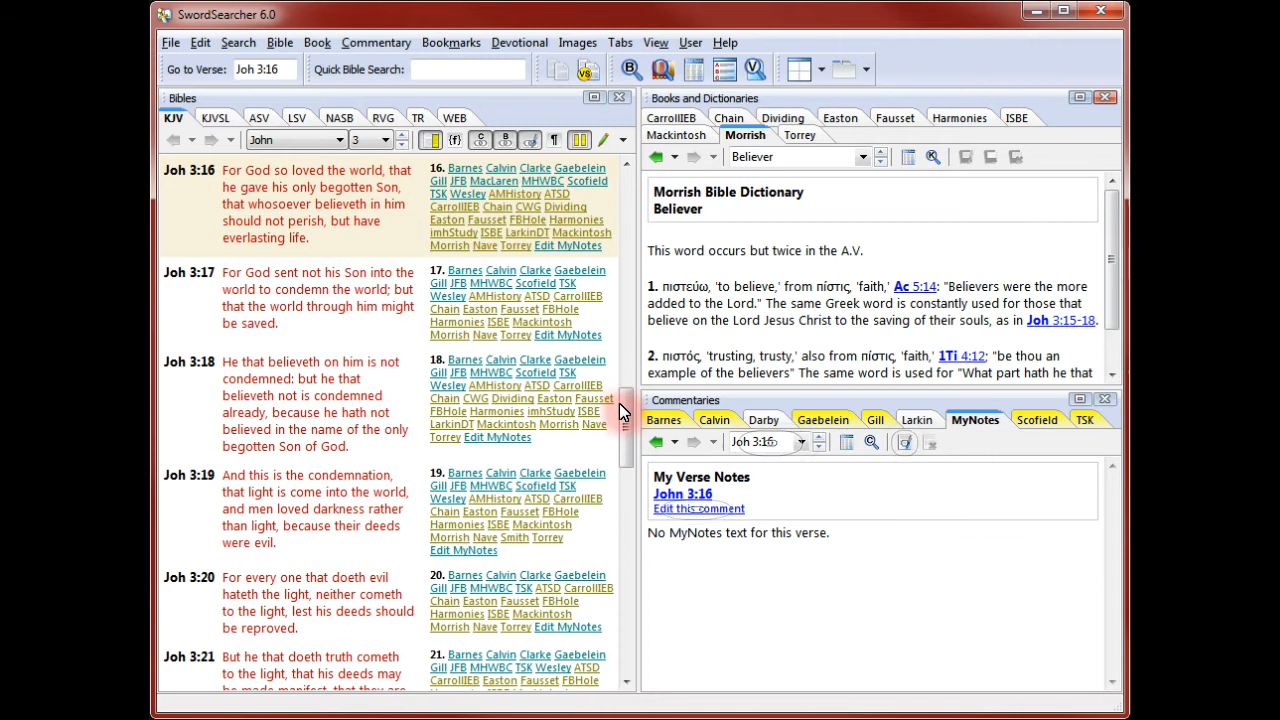 SwordSearcher 6.0
File Edit Search Bible Book Commentary Bookmarks Devotional Images Tabs View User Help
Go to Verse: Joh 3:16 Quick Bible Search:
Bibles
KJV KJVSL ASV LSV NASB RVG TR WEB
John 3
Joh 3:16 For God so loved the world, that
he gave his only begotten Son,
that whosoever believeth in him
should not perish, but have
everlasting life.
16. Barnes Calvin Clarke Gaebelein
Gill JFB MacLaren MHWBC Scofield
TSK Wesley AMHistory ATSD
CarrollIEB Chain CWG Dividing
Easton Fausset FBHole Harmonies
imhStudy ISBE LarkinDT Mackintosh
Morrish Nave Torrey Edit MyNotes
Joh 3:17 For God sent not his Son into the
world to condemn the world; but
that the world through him might
be saved.
17. Barnes Calvin Clarke Gaebelein
Gill JFB MHWBC Scofield TSK
Wesley AMHistory ATSD CarrollIEB
Chain Easton Fausset FBHole
Harmonies ISBE Mackintosh
Morrish Nave Torrey Edit MyNotes
Joh 3:18 He that believeth on him is not
condemned: but he that
believeth not is condemned
already, because he hath not
believed in the name of the only
begotten Son of God.
18. Barnes Calvin Clarke Gaebelein
Gill JFB MHWBC Scofield TSK
Wesley AMHistory ATSD CarrollIEB
Chain CWG Dividing Easton Fausset
FBHole Harmonies imhStudy ISBE
LarkinDT Mackintosh Morrish Nave
Torrey Edit MyNotes
Joh 3:19 And this is the condemnation,
that light is come into the world,
and men loved darkness rather
than light, because their deeds
were evil.
19. Barnes Calvin Clarke Gaebelein
Gill JFB MHWBC Scofield TSK
Wesley AMHistory ATSD CarrollIEB
Chain Easton Fausset FBHole
Harmonies ISBE Mackintosh
Morrish Nave Smith Torrey
Edit MyNotes
Joh 3:20 For every one that doeth evil
hateth the light, neither cometh
to the light, lest his deeds should
be reproved.
20. Barnes Calvin Clarke Gaebelein
Gill JFB MHWBC TSK ATSD CarrollIEB
Chain Easton Fausset FBHole
Harmonies ISBE Mackintosh
Morrish Nave Torrey Edit MyNotes
Joh 3:21 But he that doeth truth cometh
to the light, that his deeds may
be made manifest, that they are
21. Barnes Calvin Clarke Gaebelein
Gill JFB MHWBC TSK Wesley ATSD
CarrollIEB Easton Fausset FBHole
Books and Dictionaries
CarrollIEB Chain Dividing Easton Fausset Harmonies ISBE
Mackintosh Morrish Torrey
Believer
Morrish Bible Dictionary
Believer
This word occurs but twice in the A.V.
1. πιστεύω, 'to believe,' from πίστις, 'faith,' Ac 5:14: "Believers were the more
added to the Lord." The same Greek word is constantly used for those that
believe on the Lord Jesus Christ to the saving of their souls, as in Joh 3:15-18.
2. πιστός, 'trusting, trusty,' also from πίστις, 'faith,' 1Ti 4:12; "be thou an
example of the believers" The same word is used for "What part hath he that
Commentaries
Barnes Calvin Darby Gaebelein Gill Larkin MyNotes Scofield TSK
Joh 3:16
My Verse Notes
John 3:16
Edit this comment
No MyNotes text for this verse.